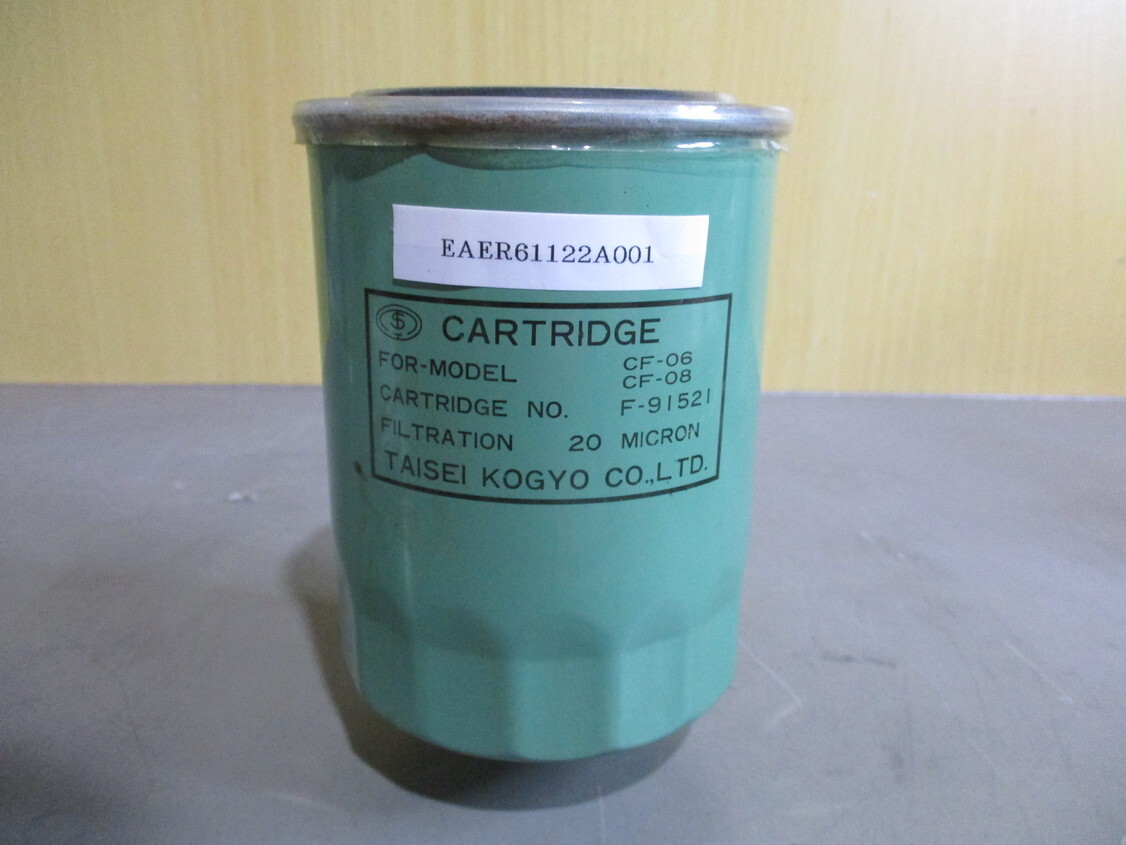 EAER61122A001
CARTRIDGE
FOR-MODEL CF-06
CF-08
CARTRIDGE NO. F-91521
FILTRATION 20 MICRON
TAISEI KOGYO CO.,LTD.